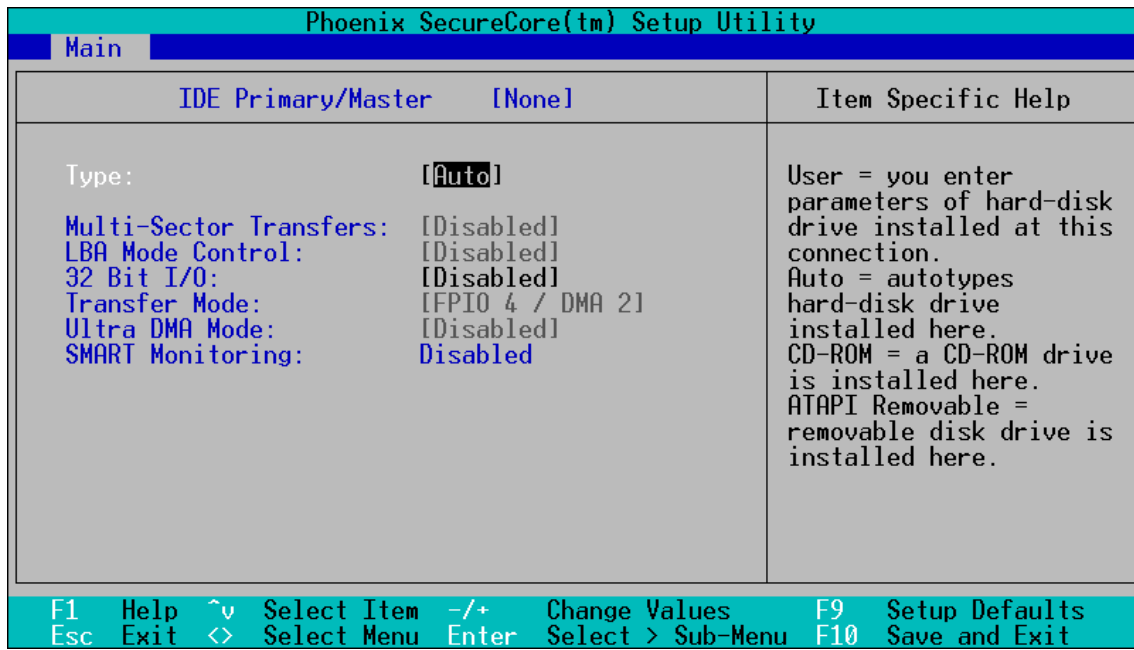 Phoenix SecureCore(tm) Setup Utility
Main
IDE Primary/Master [None]
Item Specific Help
Type: [Auto]
Multi-Sector Transfers: [Disabled]
LBA Mode Control: [Disabled]
32 Bit I/O: [Disabled]
Transfer Mode: [FPIO 4 / DMA 2]
Ultra DMA Mode: [Disabled]
SMART Monitoring: Disabled
User = you enter
parameters of hard-disk
drive installed at this
connection.
Auto = autotypes
hard-disk drive
installed here.
CD-ROM = a CD-ROM drive
is installed here.
ATAPI Removable =
removable disk drive is
installed here.
F1 Help ^v Select Item -/+ Change Values F9 Setup Defaults
Esc Exit <> Select Menu Enter Select > Sub-Menu F10 Save and Exit